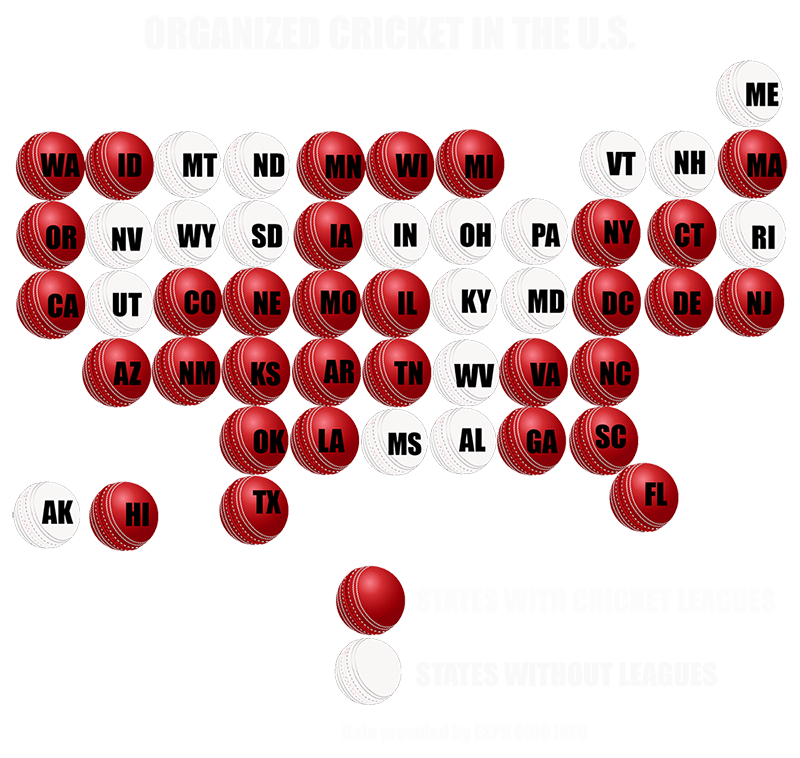 ORGANIZED CRICKET IN THE U.S.
ME
WA ID MT ND MN WI MI VT NH MA
OR NV WY SD IA IN OH PA NY CT RI
CA UT CO NE MO IL KY MD DC DE NJ
AZ NM KS AR TN WV VA NC
OK LA MS AL GA SC
AK HI TX FL
STATES WITH CRICKET LEAGUES
STATES WITHOUT LEAGUES
Data provided by